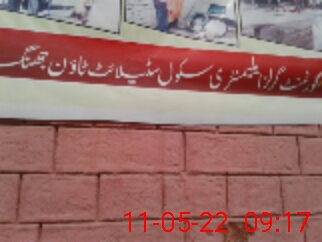 گورنمنٹ گرلز ایلیمنٹری سکول سٹیلائٹ ٹاؤن جھنگ
11-05-22 09:17